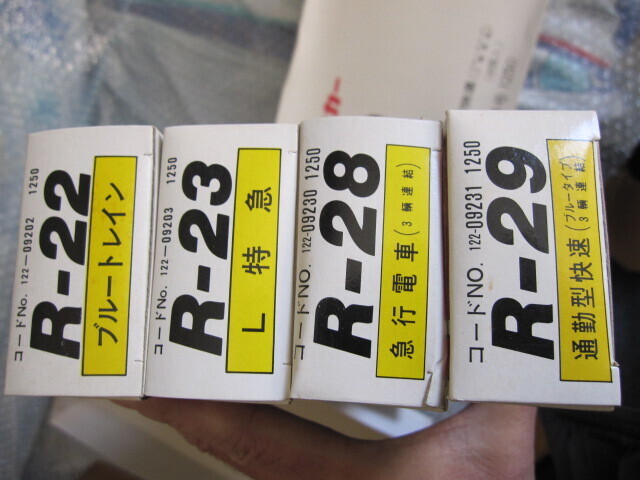 コードNo. 122-09202 1250
R-22
ブルートレイン
コードNo. 122-09203 1250
R-23
L 特急
コードNO. 122-09230 1250
R-28
急行電車(3輌連結)
コードNO. 122-09231 1250
R-29
通勤型快速(ブルータイプ 3輌連結)
カー